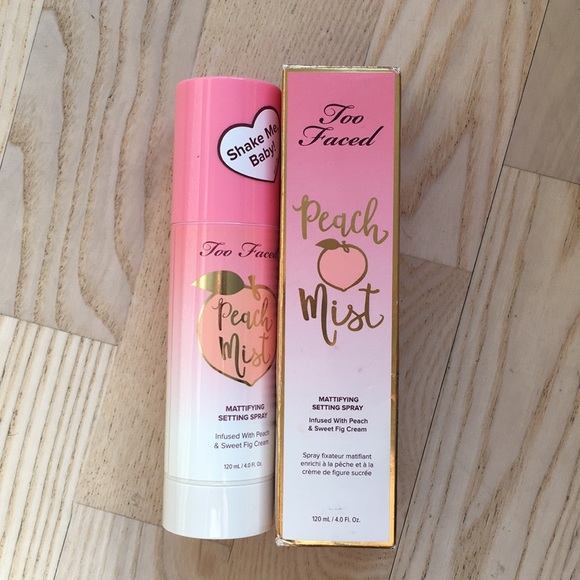 Shake Me,
Baby!
Too Faced
Peach
Mist
MATTIFYING
SETTING SPRAY
Infused With Peach
& Sweet Fig Cream
120 mL / 4.0 Fl. Oz.
Too
Faced
Peach
Mist
MATTIFYING
SETTING SPRAY
Infused With Peach
& Sweet Fig Cream
Spray fixateur matifiant
enrichi à la pêche et à la
crème de figure sucrée
120 mL / 4.0 Fl. Oz.